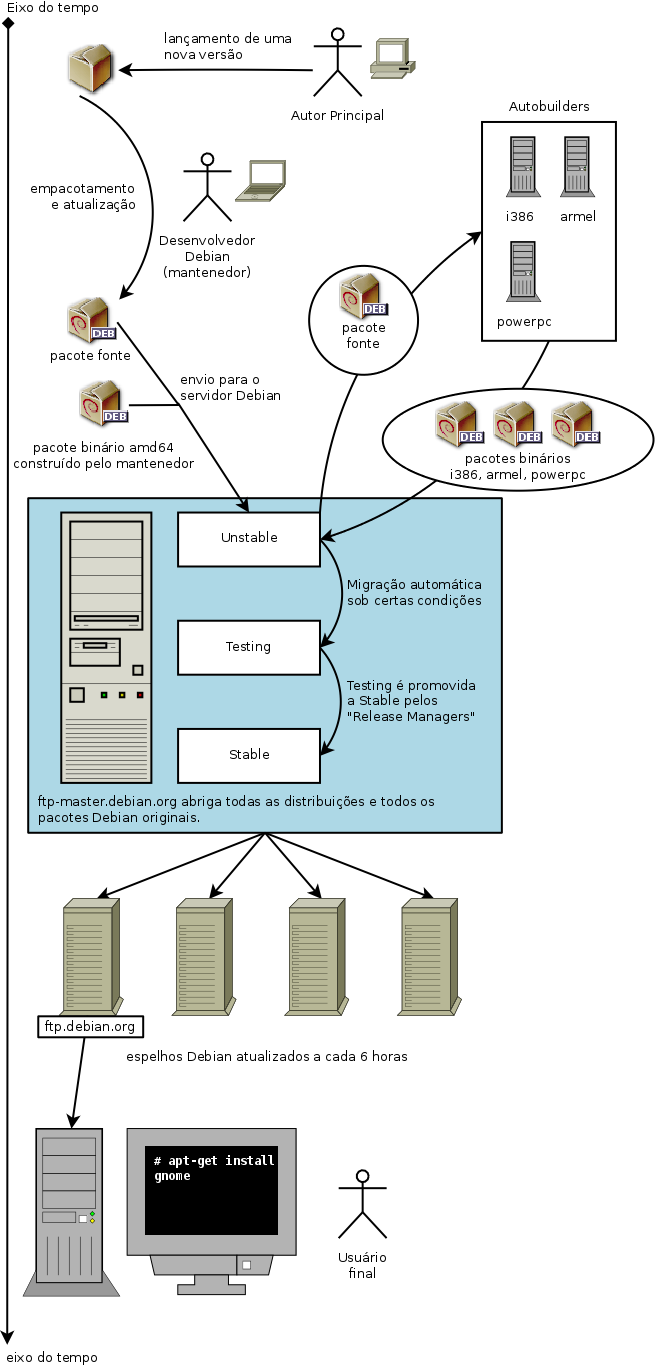 Eixo do tempo
lançamento de uma
nova versão
Autor Principal
Autobuilders
i386
armel
powerpc
empacotamento
e atualização
Desenvolvedor
Debian
(mantenedor)
DEB
pacote fonte
DEB
pacote
fonte
envio para o
servidor Debian
DEB
pacote binário amd64
construído pelo mantenedor
DEB DEB DEB
pacotes binários
i386, armel, powerpc
Unstable
Migração automática
sob certas condições
Testing
Testing é promovida
a Stable pelos
"Release Managers"
Stable
ftp-master.debian.org abriga todas as distribuições e todos os
pacotes Debian originais.
ftp.debian.org
espelhos Debian atualizados a cada 6 horas
# apt-get install
gnome
Usuário
final
eixo do tempo